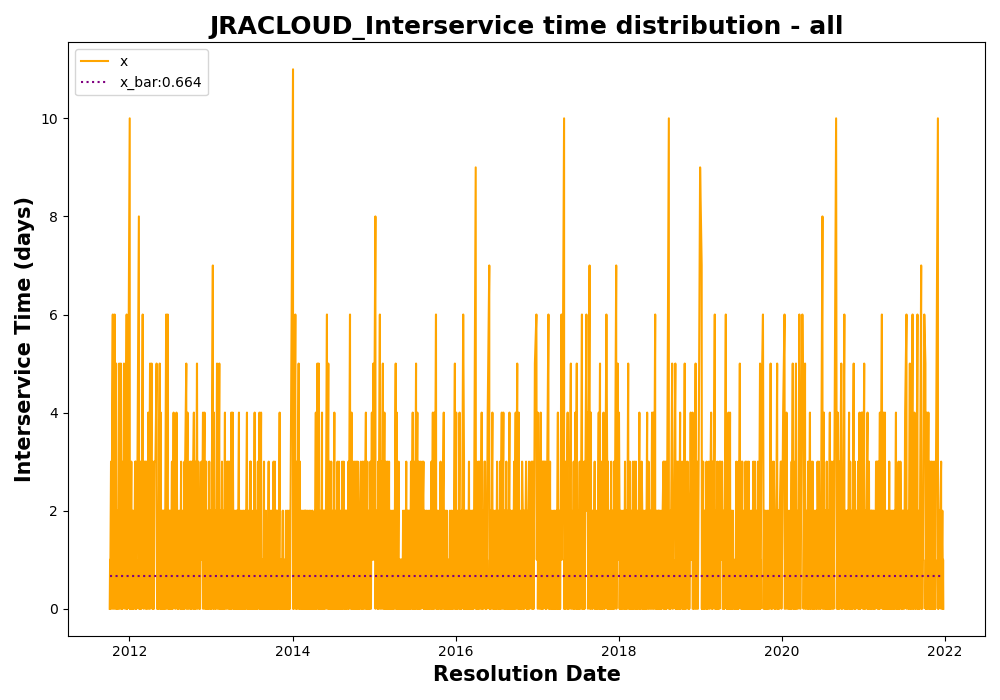 JRACLOUD_Interservice time distribution - all
x
x_bar:0.664
Interservice Time (days)
10
8
6
4
2
0
2012 2014 2016 2018 2020 2022
Resolution Date